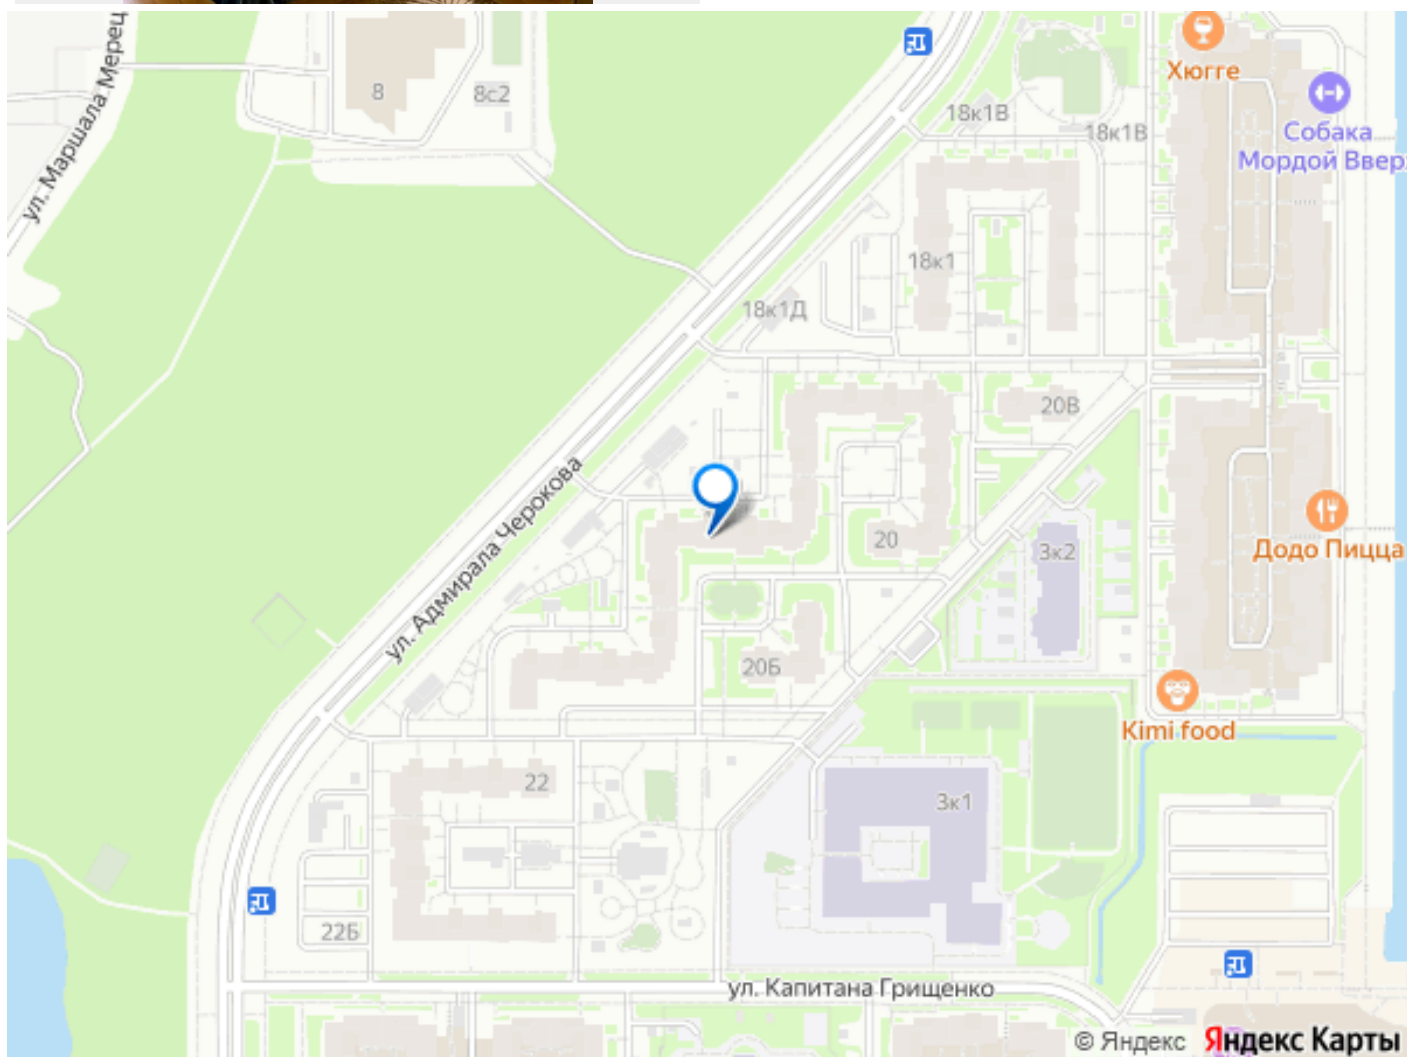 Хюгге
Собака
Мордой Вверх
ул. Маршала Мерец
8
8с2
18к1В
18к1В
18к1
18к1Д
20В
ул. Адмирала Черокова
20
3к2
Додо Пицца
20Б
Kimi food
22
3к1
22Б
ул. Капитана Грищенко
© Яндекс Яндекс Карты